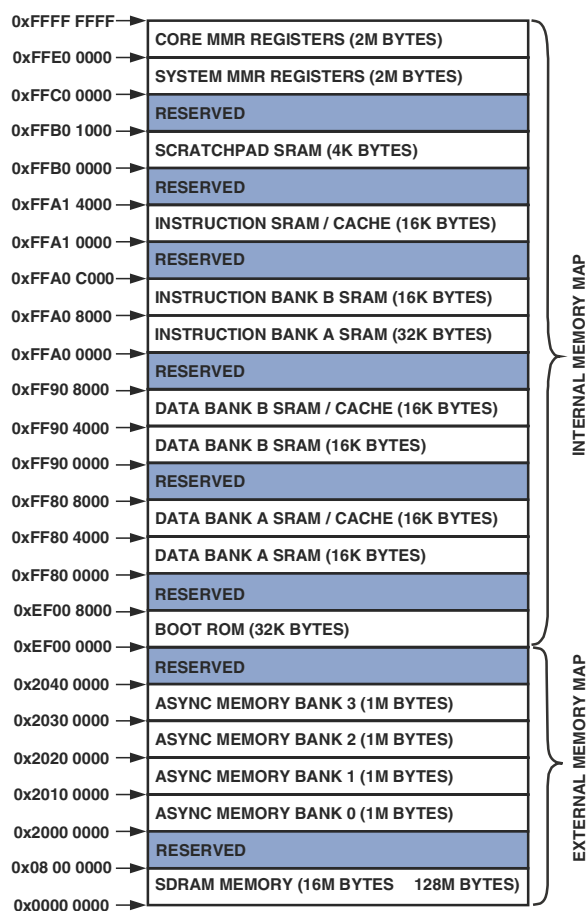 0xFFFF FFFF
CORE MMR REGISTERS (2M BYTES)
0xFFE0 0000
SYSTEM MMR REGISTERS (2M BYTES)
0xFFC0 0000
RESERVED
0xFFB0 1000
SCRATCHPAD SRAM (4K BYTES)
0xFFB0 0000
RESERVED
0xFFA1 4000
INSTRUCTION SRAM / CACHE (16K BYTES)
0xFFA1 0000
RESERVED
0xFFA0 C000
INSTRUCTION BANK B SRAM (16K BYTES)
0xFFA0 8000
INSTRUCTION BANK A SRAM (32K BYTES)
0xFFA0 0000
RESERVED
0xFF90 8000
DATA BANK B SRAM / CACHE (16K BYTES)
0xFF90 4000
DATA BANK B SRAM (16K BYTES)
0xFF90 0000
RESERVED
0xFF80 8000
DATA BANK A SRAM / CACHE (16K BYTES)
0xFF80 4000
DATA BANK A SRAM (16K BYTES)
0xFF80 0000
RESERVED
0xEF00 8000
BOOT ROM (32K BYTES)
0xEF00 0000
RESERVED
0x2040 0000
ASYNC MEMORY BANK 3 (1M BYTES)
0x2030 0000
ASYNC MEMORY BANK 2 (1M BYTES)
0x2020 0000
ASYNC MEMORY BANK 1 (1M BYTES)
0x2010 0000
ASYNC MEMORY BANK 0 (1M BYTES)
0x2000 0000
RESERVED
0x08 00 0000
SDRAM MEMORY (16M BYTES 128M BYTES)
0x0000 0000
INTERNAL MEMORY MAP
EXTERNAL MEMORY MAP